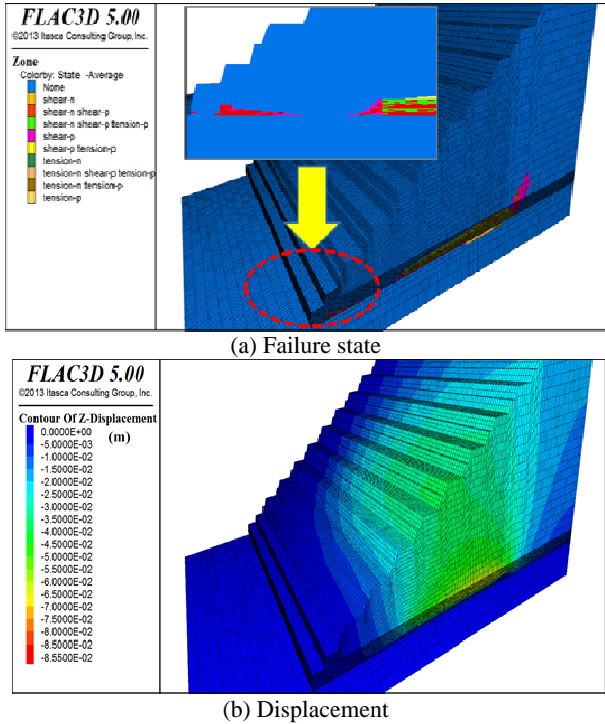 FLAC3D 5.00
©2013 Itasca Consulting Group, Inc.
Zone
Colorby: State -Average
None
shear-n
shear-n shear-p
shear-n shear-p tension-p
shear-p
shear-p tension-p
tension-n
tension-n shear-p tension-p
tension-n tension-p
tension-p
(a) Failure state
FLAC3D 5.00
©2013 Itasca Consulting Group, Inc.
Contour Of Z-Displacement
(m)
0.0000E+00
-5.0000E-03
-1.0000E-02
-1.5000E-02
-2.0000E-02
-2.5000E-02
-3.0000E-02
-3.5000E-02
-4.0000E-02
-4.5000E-02
-5.0000E-02
-5.5000E-02
-6.0000E-02
-6.5000E-02
-7.0000E-02
-7.5000E-02
-8.0000E-02
-8.5000E-02
-8.5500E-02
(b) Displacement